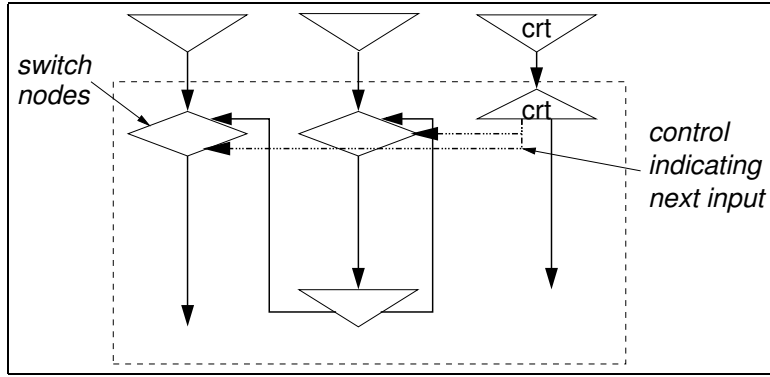 crt
switch
nodes
crt
control
indicating
next input